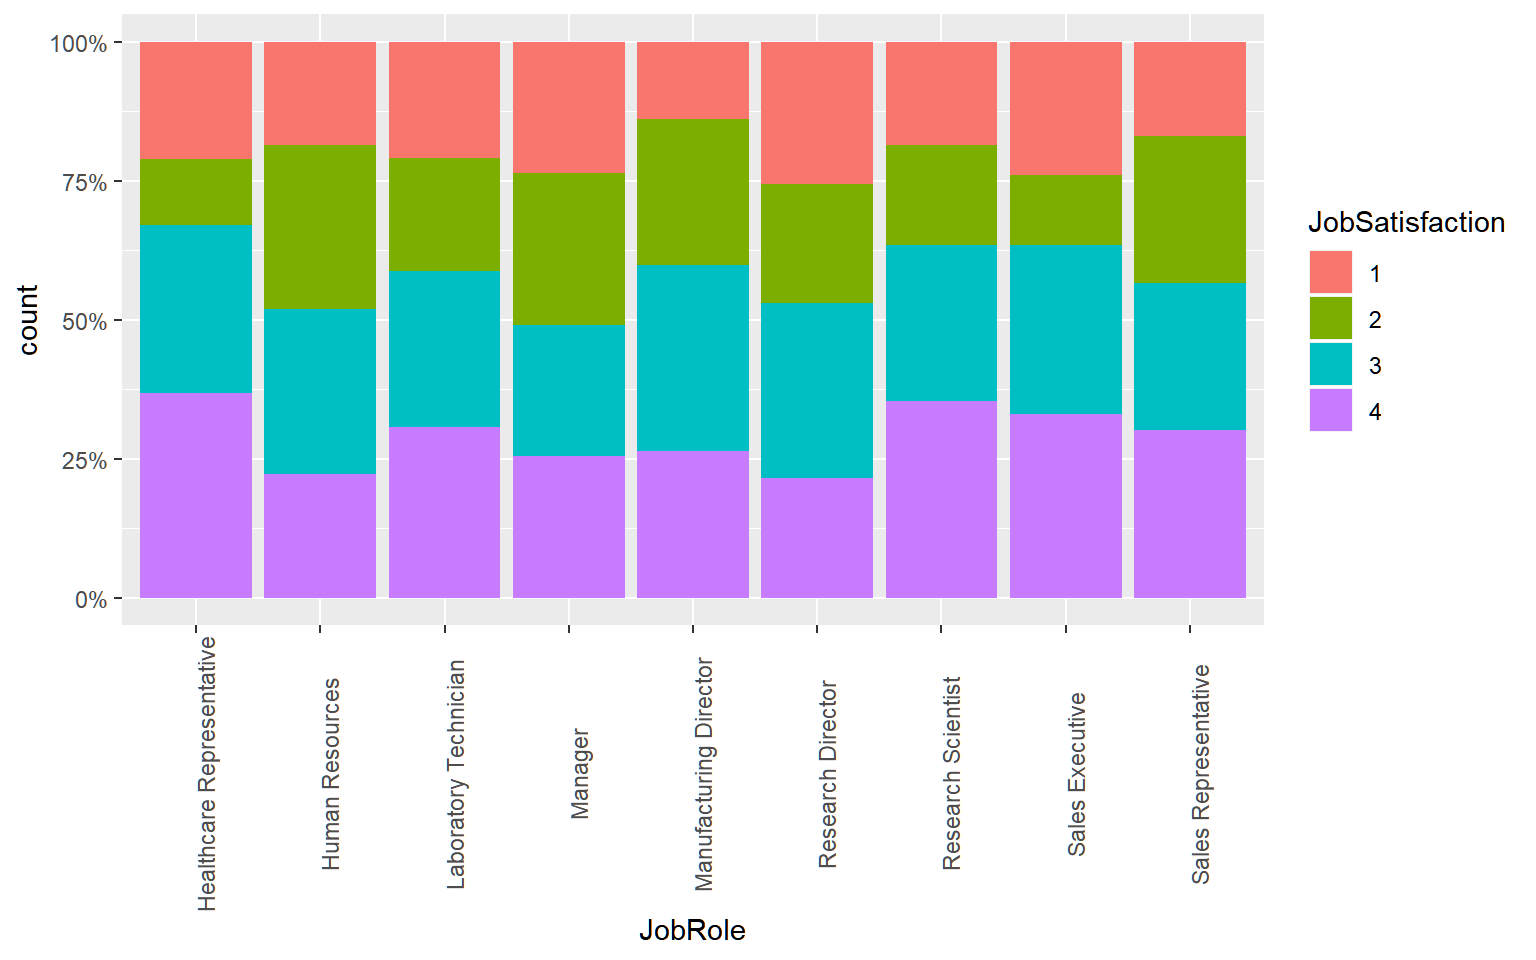 100%
75%
50%
25%
0%
count
Healthcare Representative
Human Resources
Laboratory Technician
Manager
Manufacturing Director
Research Director
Research Scientist
Sales Executive
Sales Representative
JobRole
JobSatisfaction
1
2
3
4